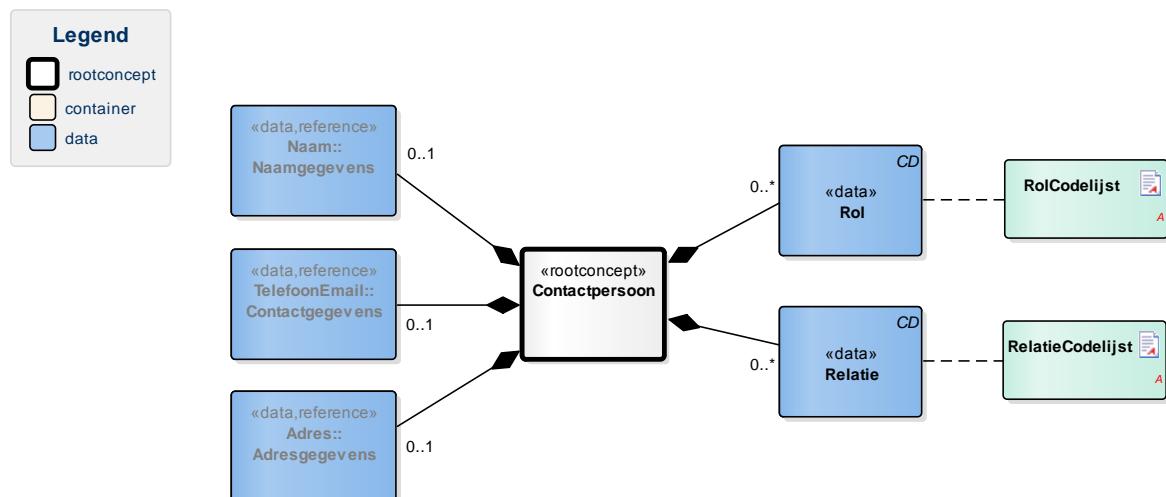 Legend
rootconcept
container
data
«data,reference»
Naam::
Naamgegevens
0..1
«data,reference»
TelefoonEmail::
Contactgegevens
0..1
«data,reference»
Adres::
Adresgegevens
0..1
«rootconcept»
Contactpersoon
0..*
CD
«data»
Rol
RolCodelijst
A
0..*
CD
«data»
Relatie
RelatieCodelijst
A